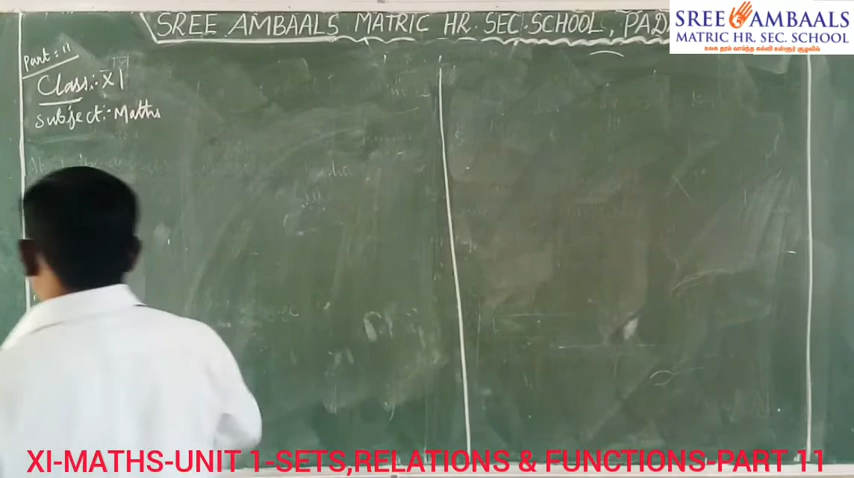 SREE AMBAALS MATRIC HR. SEC. SCHOOL, PADA
SREE AMBAALS
MATRIC HR. SEC. SCHOOL
Part: 11
Class:- XI
Subject:- Maths
XI-MATHS-UNIT 1-SETS,RELATIONS & FUNCTIONS-PART 11